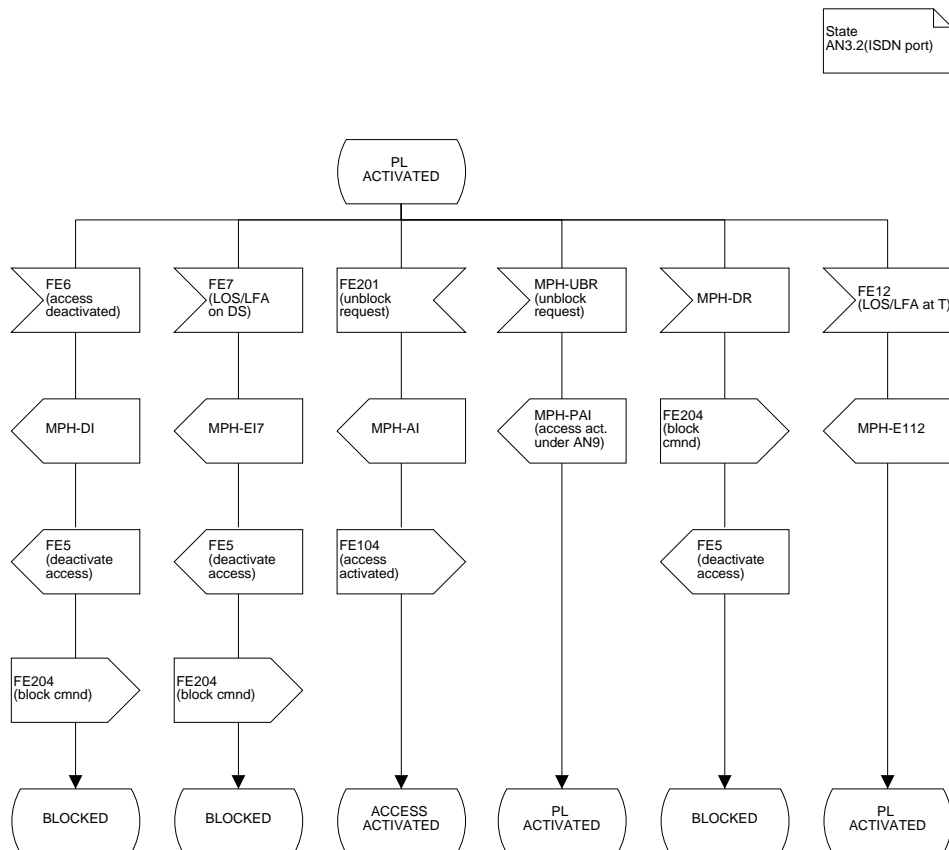 State
AN3.2(ISDN port)
PL
ACTIVATED
FE6
(access
deactivated)
FE7
(LOS/LFA
on DS)
FE201
(unblock
request)
MPH-UBR
(unblock
request)
MPH-DR
FE12
(LOS/LFA at T)
MPH-DI
MPH-EI7
MPH-AI
MPH-PAI
(access act.
under AN9)
FE204
(block
cmnd)
MPH-E112
FE5
(deactivate
access)
FE5
(deactivate
access)
FE104
(access
activated)
FE5
(deactivate
access)
FE204
(block cmnd)
FE204
(block cmnd)
BLOCKED
BLOCKED
ACCESS
ACTIVATED
PL
ACTIVATED
BLOCKED
PL
ACTIVATED